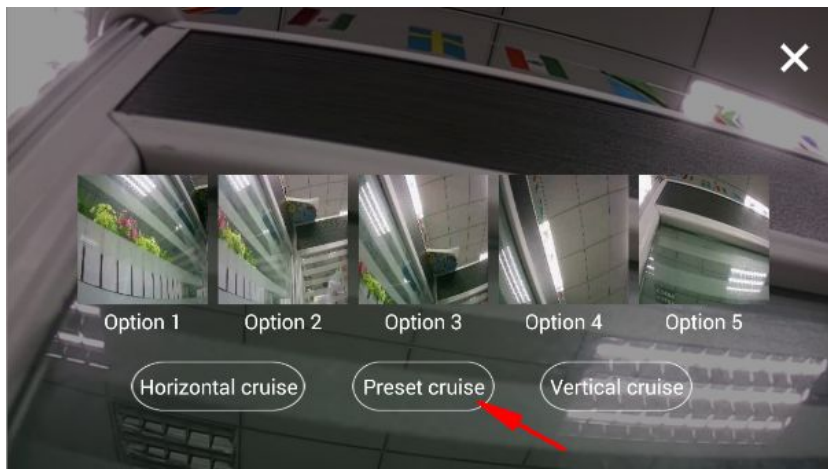 Option 1 Option 2 Option 3 Option 4 Option 5
Horizontal cruise Preset cruise Vertical cruise